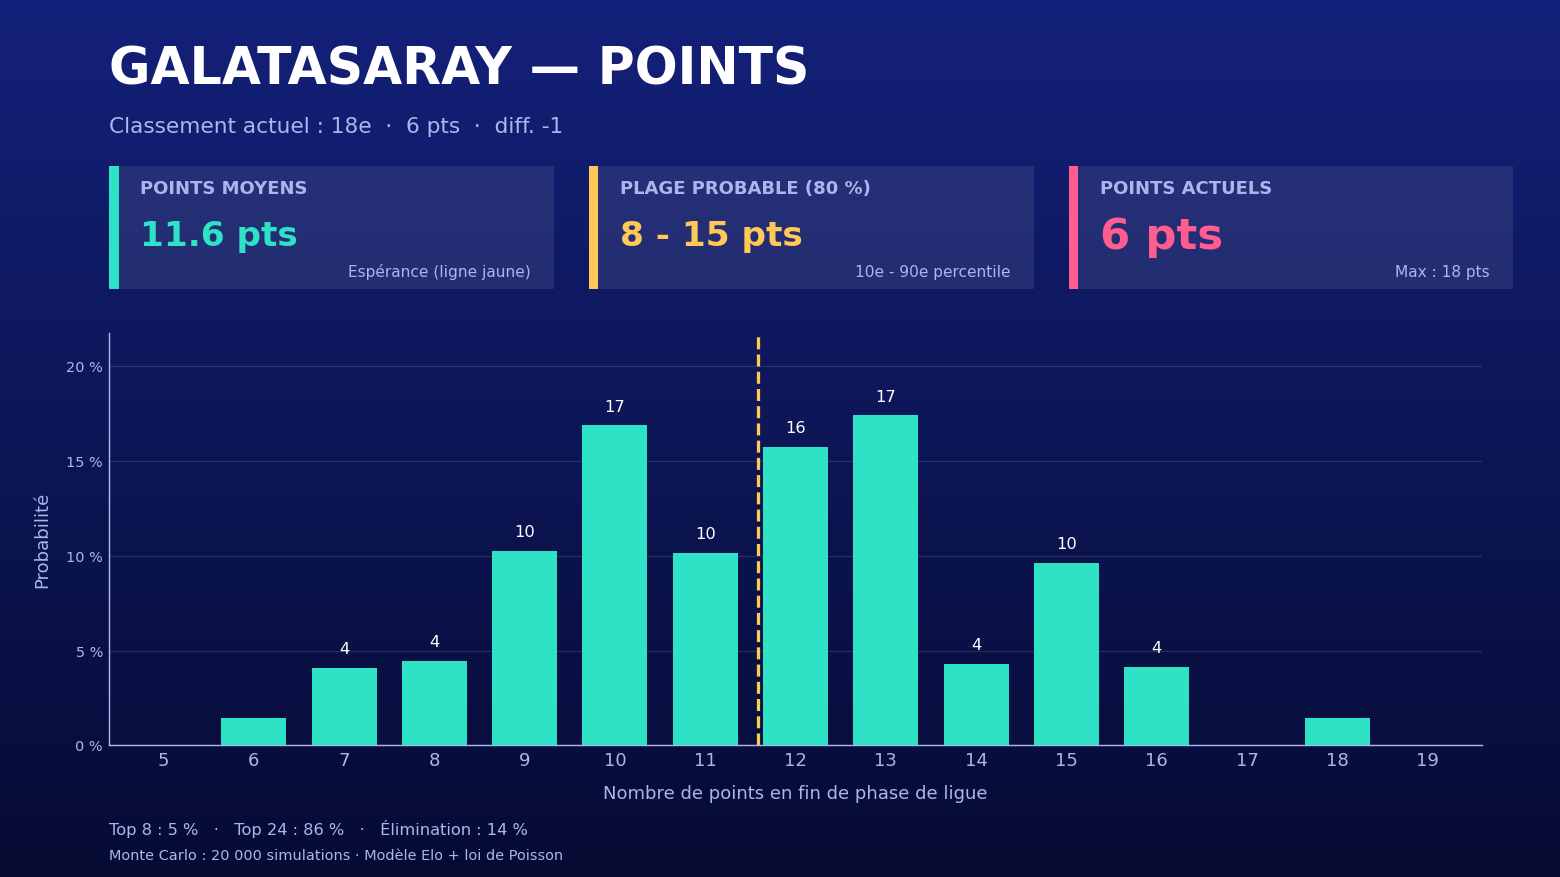 GALATASARAY — POINTS
Classement actuel : 18e · 6 pts · diff. -1
POINTS MOYENS
11.6 pts
Espérance (ligne jaune)
PLAGE PROBABLE (80 %)
8 - 15 pts
10e - 90e percentile
POINTS ACTUELS
6 pts
Max : 18 pts
Probabilité
20 %
15 %
10 %
5 %
0 %
4
4
10
17
10
16
17
4
10
4
5 6 7 8 9 10 11 12 13 14 15 16 17 18 19
Nombre de points en fin de phase de ligue
Top 8 : 5 % · Top 24 : 86 % · Élimination : 14 %
Monte Carlo : 20 000 simulations · Modèle Elo + loi de Poisson